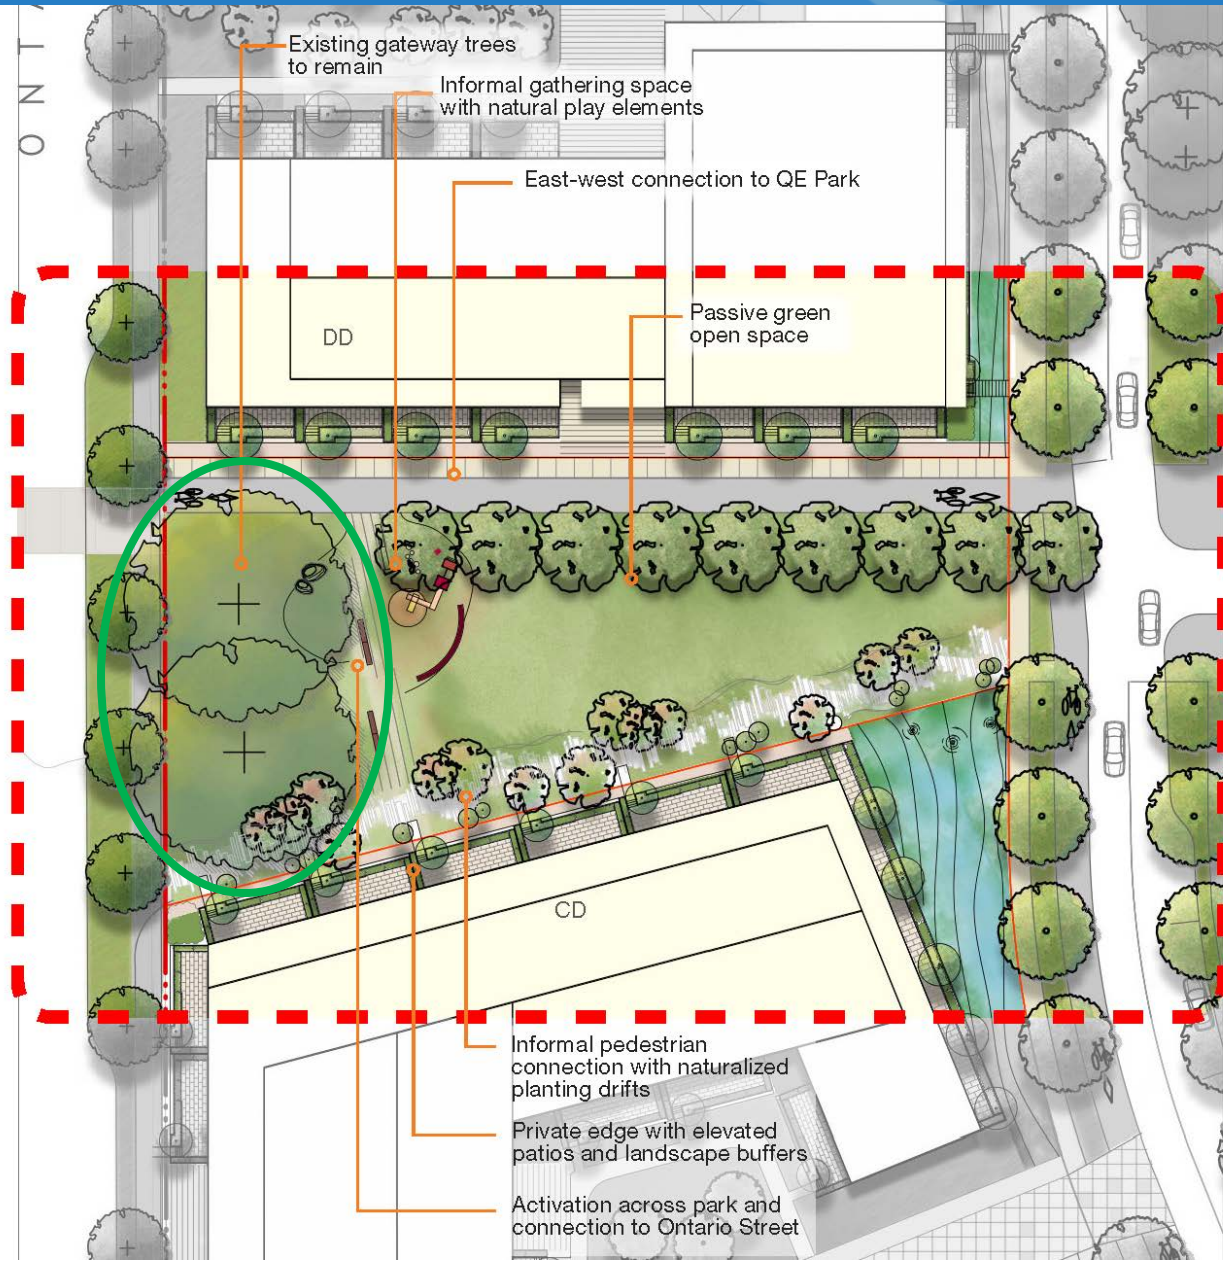 ONTA
Existing gateway trees
to remain
Informal gathering space
with natural play elements
East-west connection to QE Park
Passive green
open space
DD
CD
Informal pedestrian
connection with naturalized
planting drifts
Private edge with elevated
patios and landscape buffers
Activation across park and
connection to Ontario Street